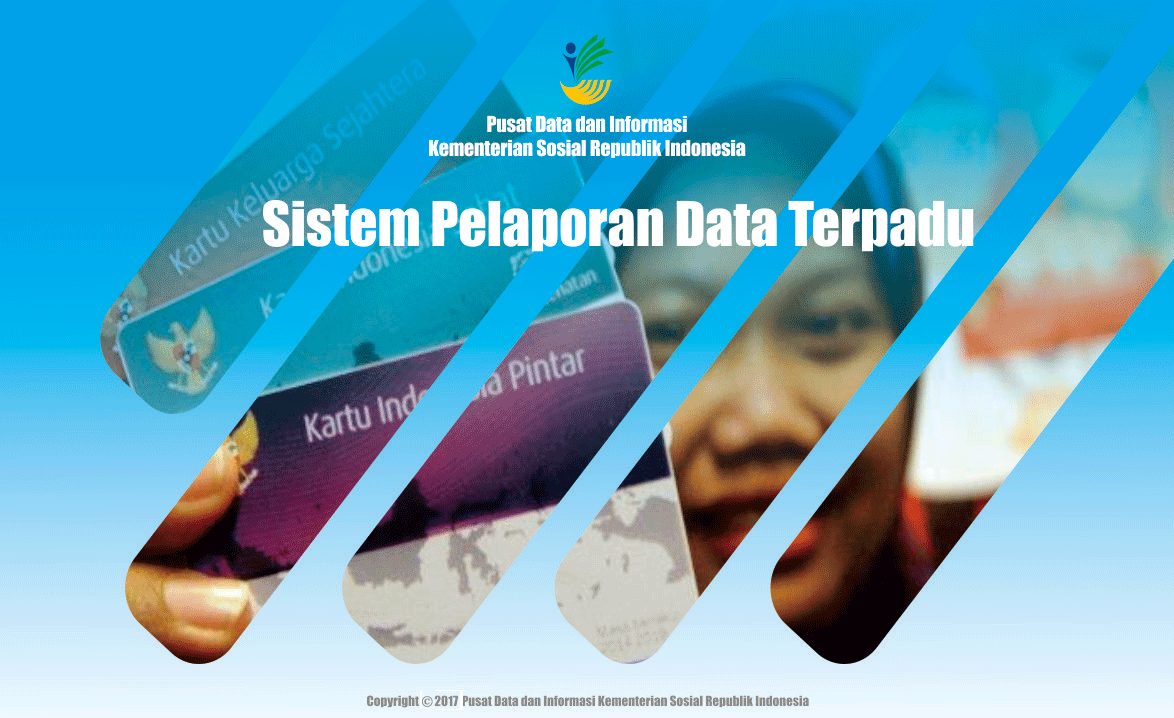 Pusat Data dan Informasi
Kementerian Sosial Republik Indonesia
Sistem Pelaporan Data Terpadu
Kartu Keluarga Sejahtera
Kartu Indonesia Pintar
Copyright © 2017 Pusat Data dan Informasi Kementerian Sosial Republik Indonesia